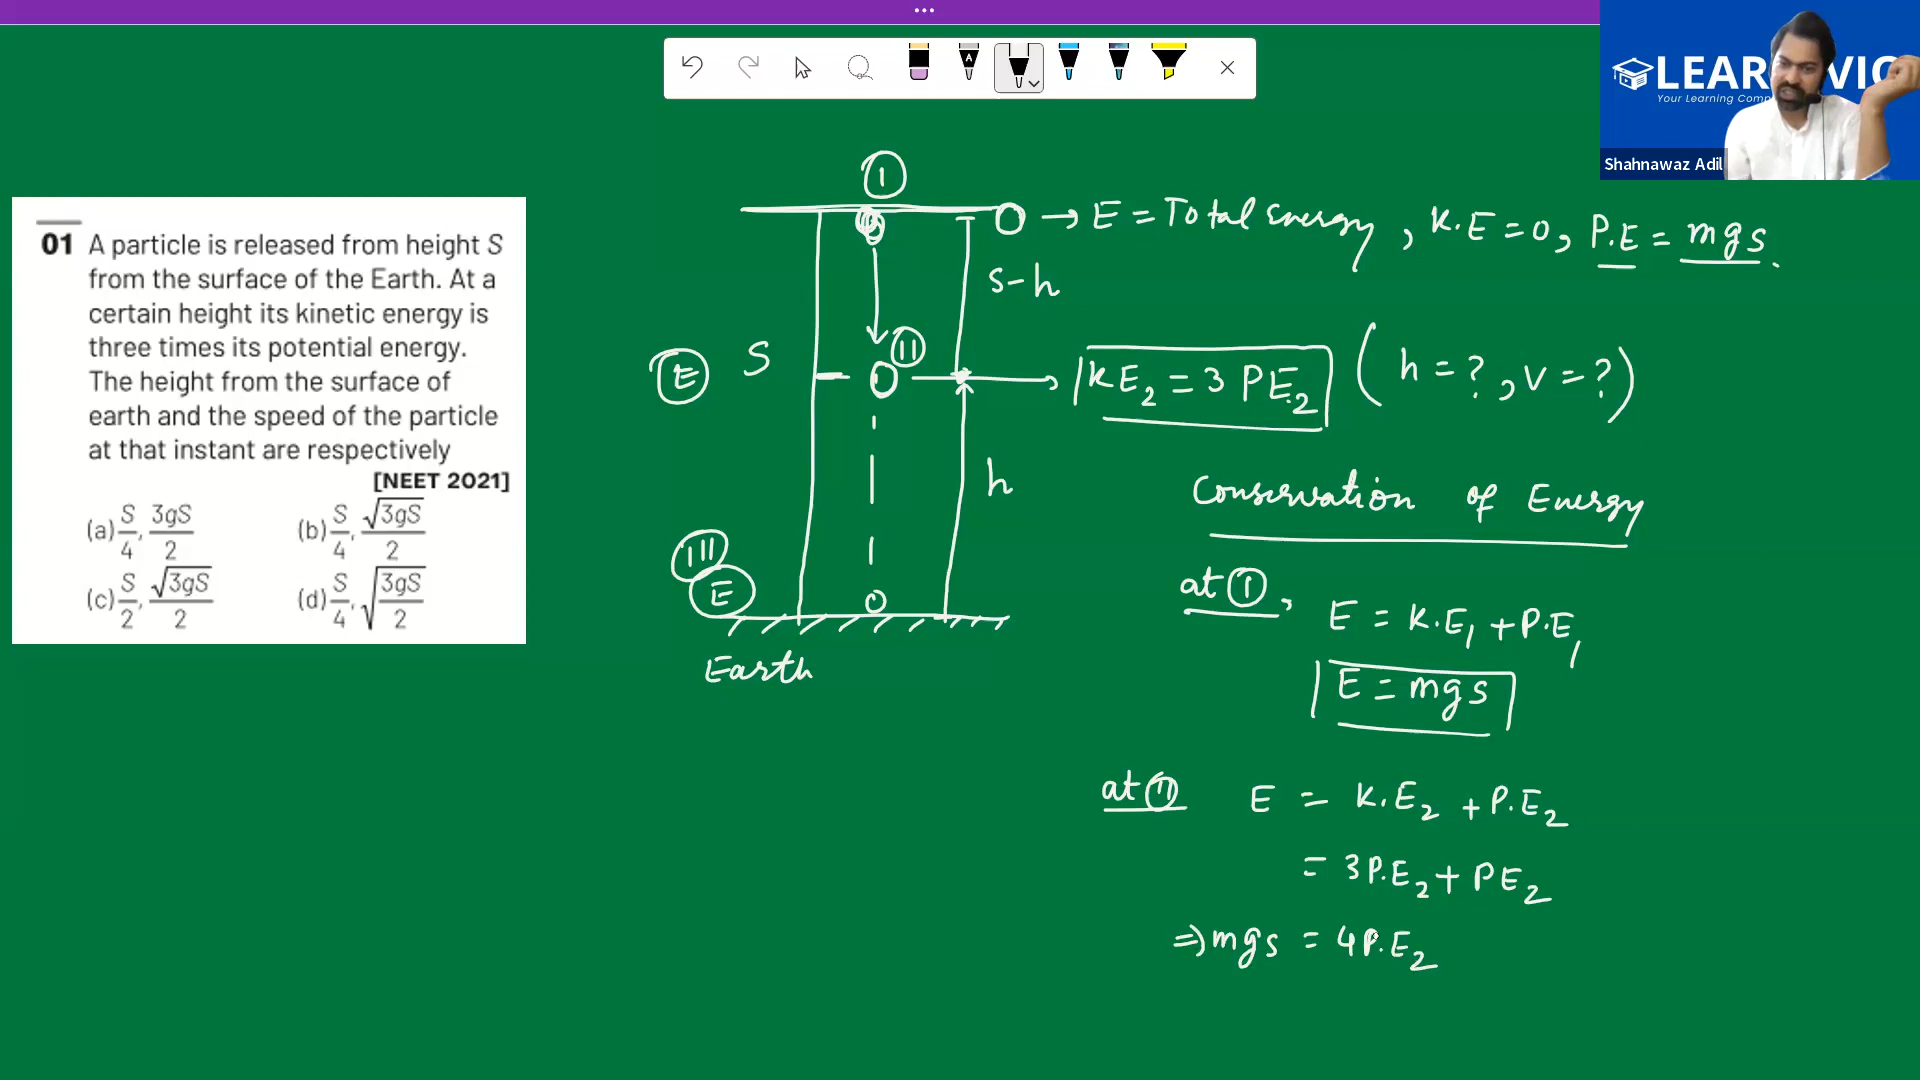 LEAR VIC
Your Learning Comp
Shahnawaz Adil
01 A particle is released from height S
from the surface of the Earth. At a
certain height its kinetic energy is
three times its potential energy.
The height from the surface of
earth and the speed of the particle
at that instant are respectively
[NEET 2021]
(a) S/4, 3gS/2 (b) S/4, √3gS/2
(c) S/2, √3gS/2 (d) S/4, √(3gS/2)
I
→ E = Total Energy, K.E = 0, P.E = mgs.
s-h
II
E S
KE₂ = 3 PE₂ (h = ?, v = ?)
h
Conservation of Energy
III
E
Earth
at I, E = K.E₁ + P.E₁
E = mgs
at II E = K.E₂ + P.E₂
= 3P.E₂ + PE₂
⇒ mgs = 4P.E₂
A